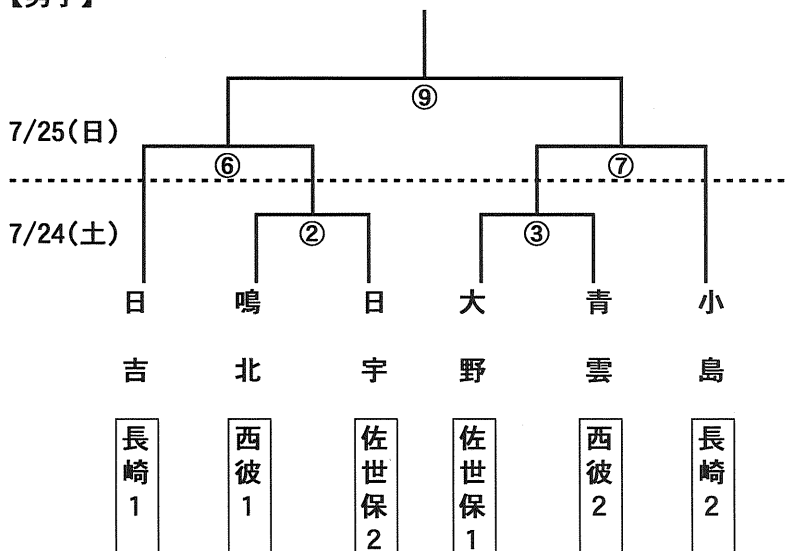 【男子】
⑨
7/25(日)
⑥ ⑦
7/24(土)
② ③
日吉 鳴北 日宇 大野 青雲 小島
長崎1 西彼1 佐世保2 佐世保1 西彼2 長崎2